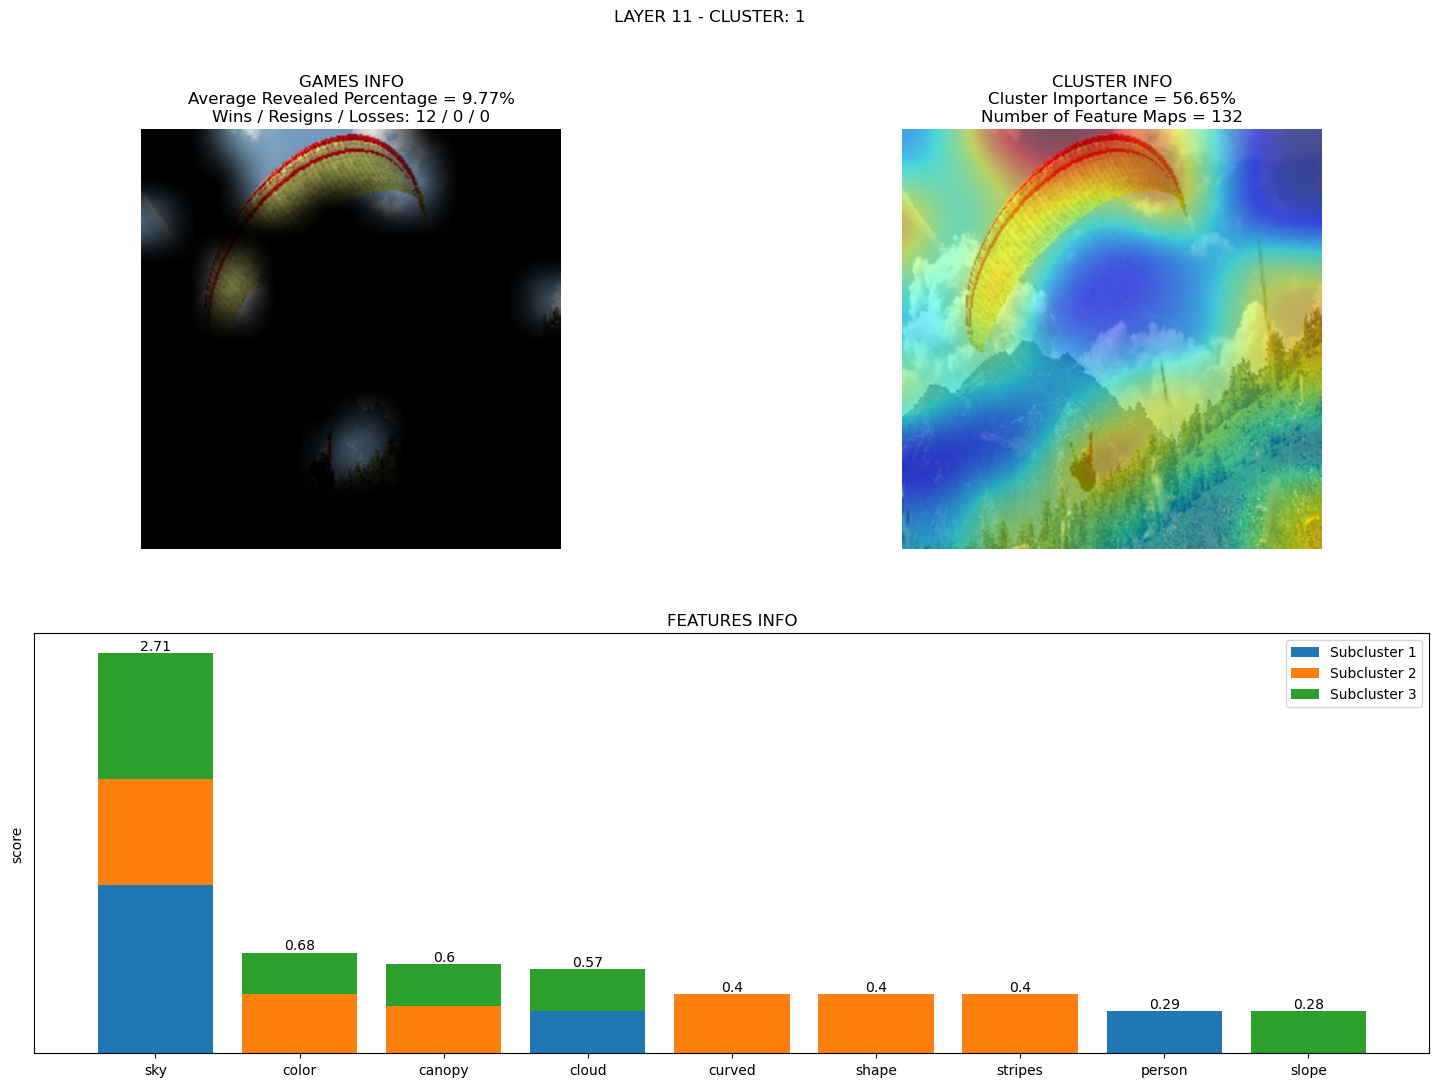 LAYER 11 - CLUSTER: 1
GAMES INFO
Average Revealed Percentage = 9.77%
Wins / Resigns / Losses: 12 / 0 / 0
CLUSTER INFO
Cluster Importance = 56.65%
Number of Feature Maps = 132
FEATURES INFO
score
2.71
0.68
0.6
0.57
0.4
0.4
0.4
0.29
0.28
Subcluster 1
Subcluster 2
Subcluster 3
sky
color
canopy
cloud
curved
shape
stripes
person
slope